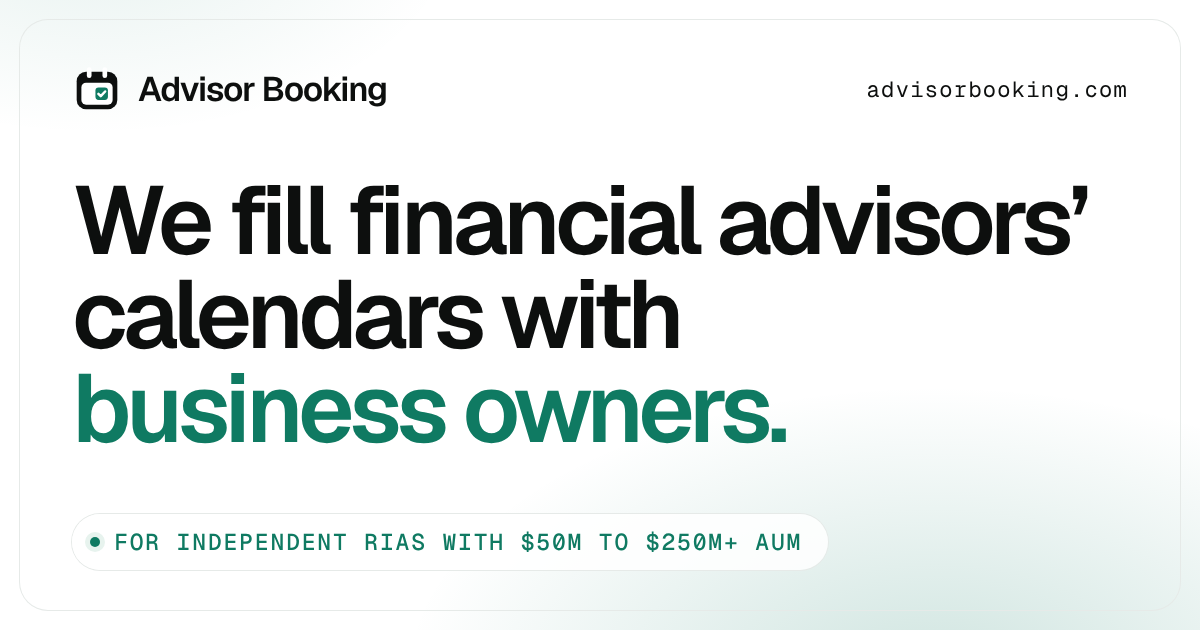 Advisor Booking
advisorbooking.com
We fill financial advisors’
calendars with
business owners.
FOR INDEPENDENT RIAS WITH $50M TO $250M+ AUM